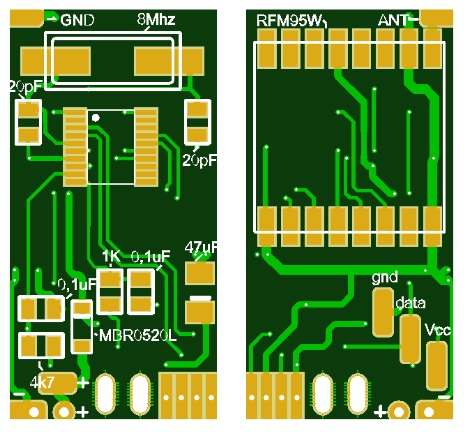 GND
8Mhz
20pF
20pF
1K
0,1uF
47uF
0,1uF
MBR0520L
4k7
+
+
-
-
RFM95W
ANT
gnd
data
Vcc
+
-
-